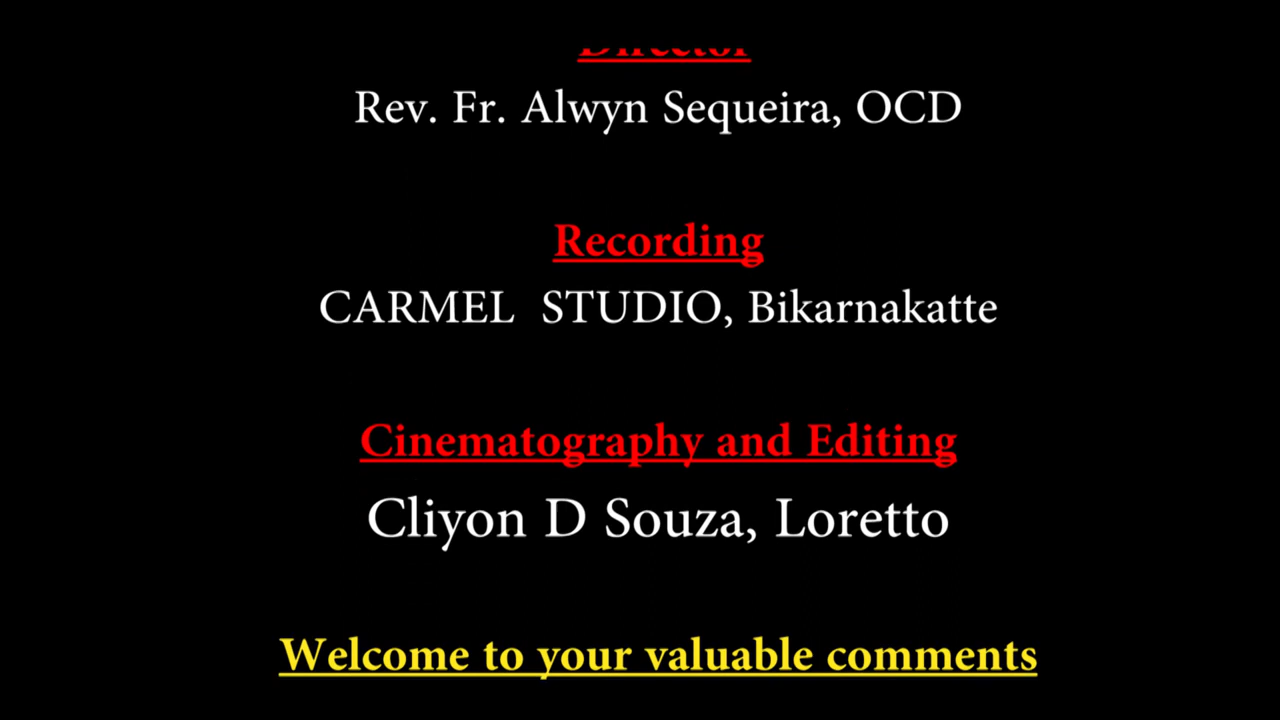 Director
Rev. Fr. Alwyn Sequeira, OCD
Recording
CARMEL STUDIO, Bikarnakatte
Cinematography and Editing
Cliyon D Souza, Loretto
Welcome to your valuable comments